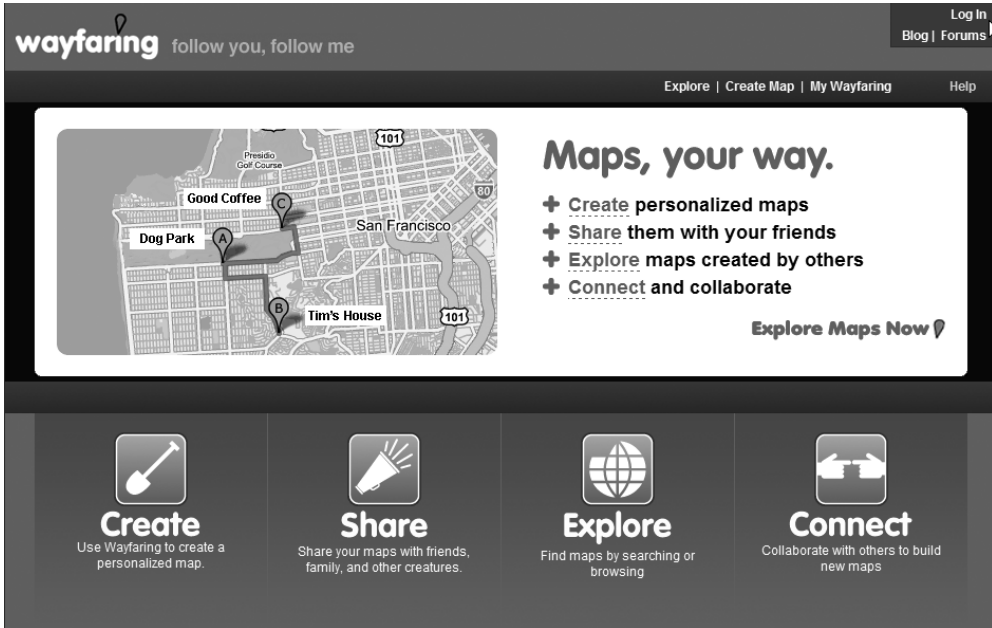 Log In
wayfaring follow you, follow me
Blog | Forums
Explore | Create Map | My Wayfaring Help
101
Presidio
Golf Course
80
Good Coffee
C
San Francisco
Dog Park
A
B
Tim's House
101
Maps, your way.
Create personalized maps
Share them with your friends
Explore maps created by others
Connect and collaborate
Explore Maps Now
Create
Use Wayfaring to create a
personalized map.
Share
Share your maps with friends,
family, and other creatures.
Explore
Find maps by searching or
browsing
Connect
Collaborate with others to build
new maps